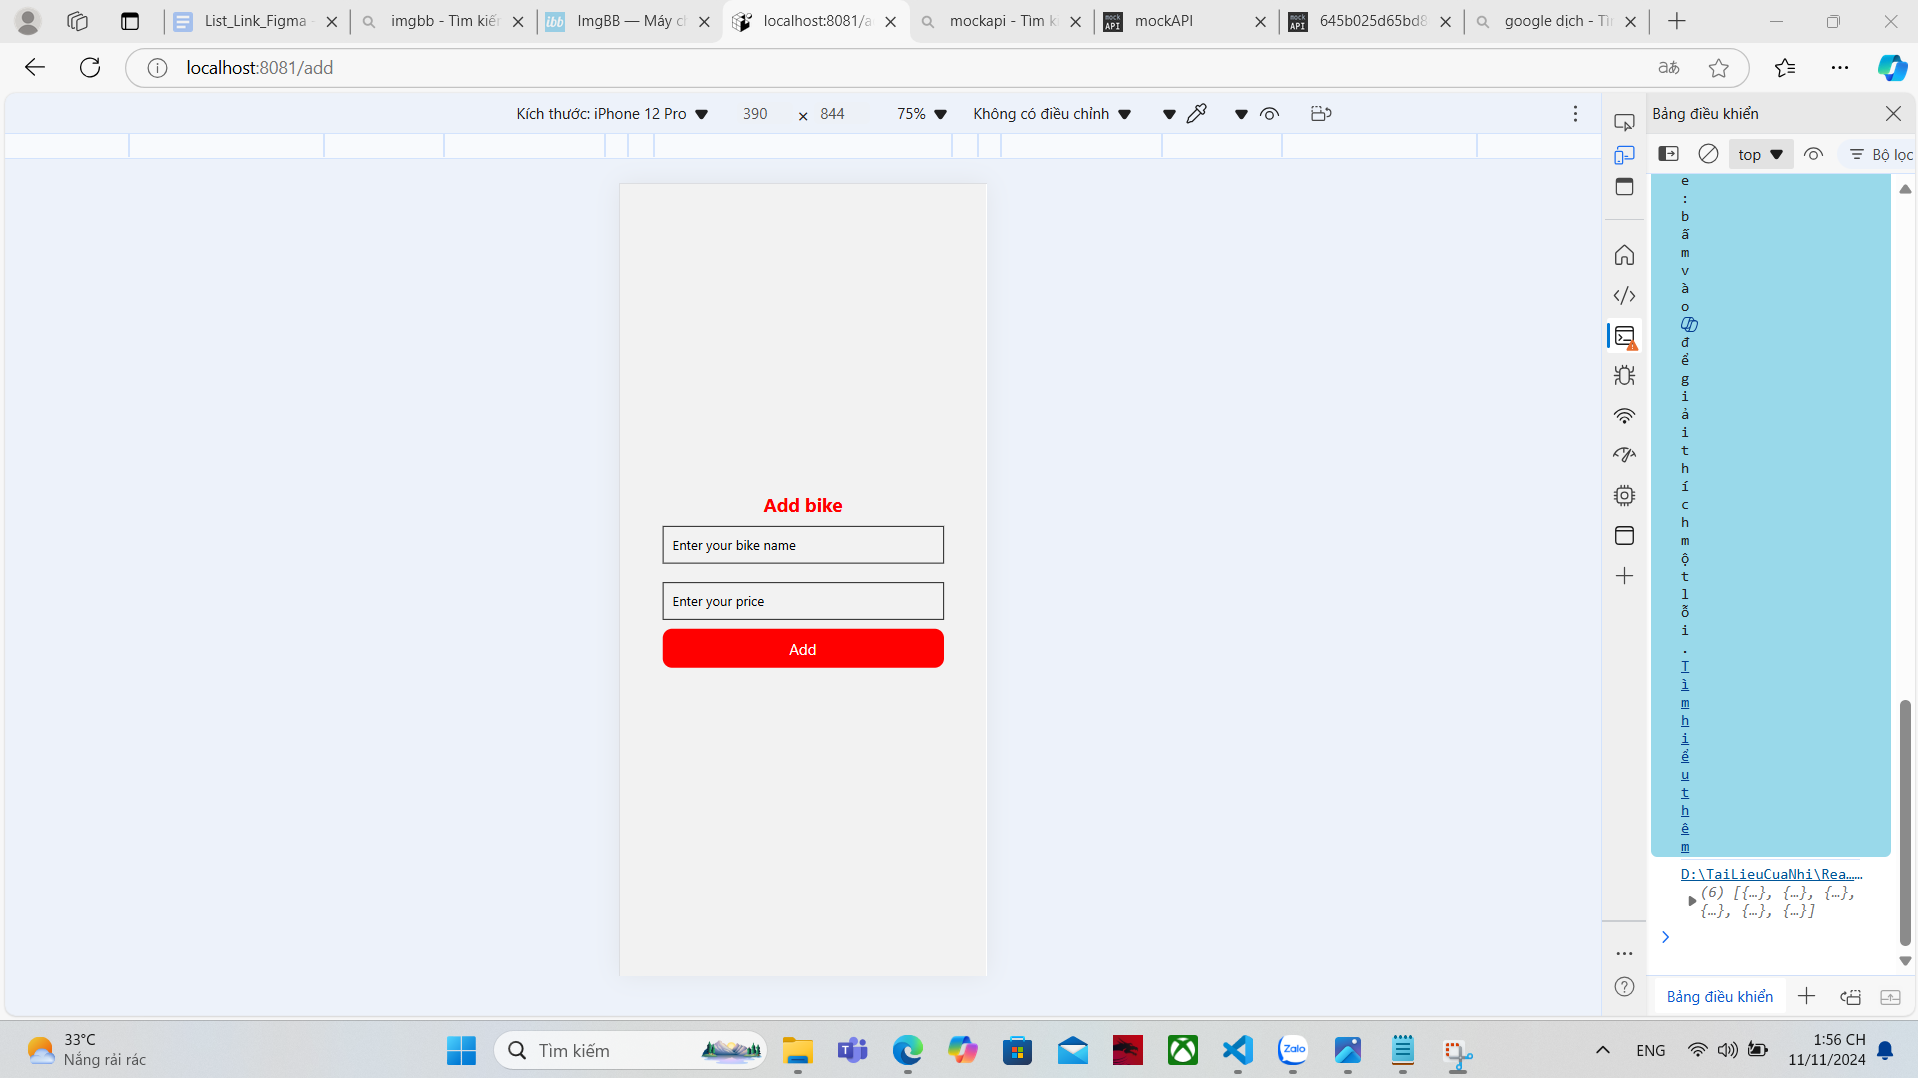 List_Link_Figma
imgbb - Tìm kiến
ImgBB — Máy ch
localhost:8081/a
mockapi - Tìm k
mockAPI
645b025d65bd8
google dịch - Tì
localhost:8081/add
Kích thước: iPhone 12 Pro
390
×
844
75%
Không có điều chỉnh
Bảng điều khiển
top
Bộ lọc
e
:
b
ấ
m
v
à
o
đ
ể
g
i
ả
i
t
h
í
c
h
m
ộ
t
l
ỗ
i
.
T
ì
m
h
i
ể
u
t
h
ê
m
D:\TaiLieuCuaNhi\Rea……
(6) [{…}, {…}, {…},
{…}, {…}, {…}]
Add bike
Enter your bike name
Enter your price
Add
Bảng điều khiển
33°C
Nắng rải rác
Tìm kiếm
Zalo
ENG
1:56 CH
11/11/2024